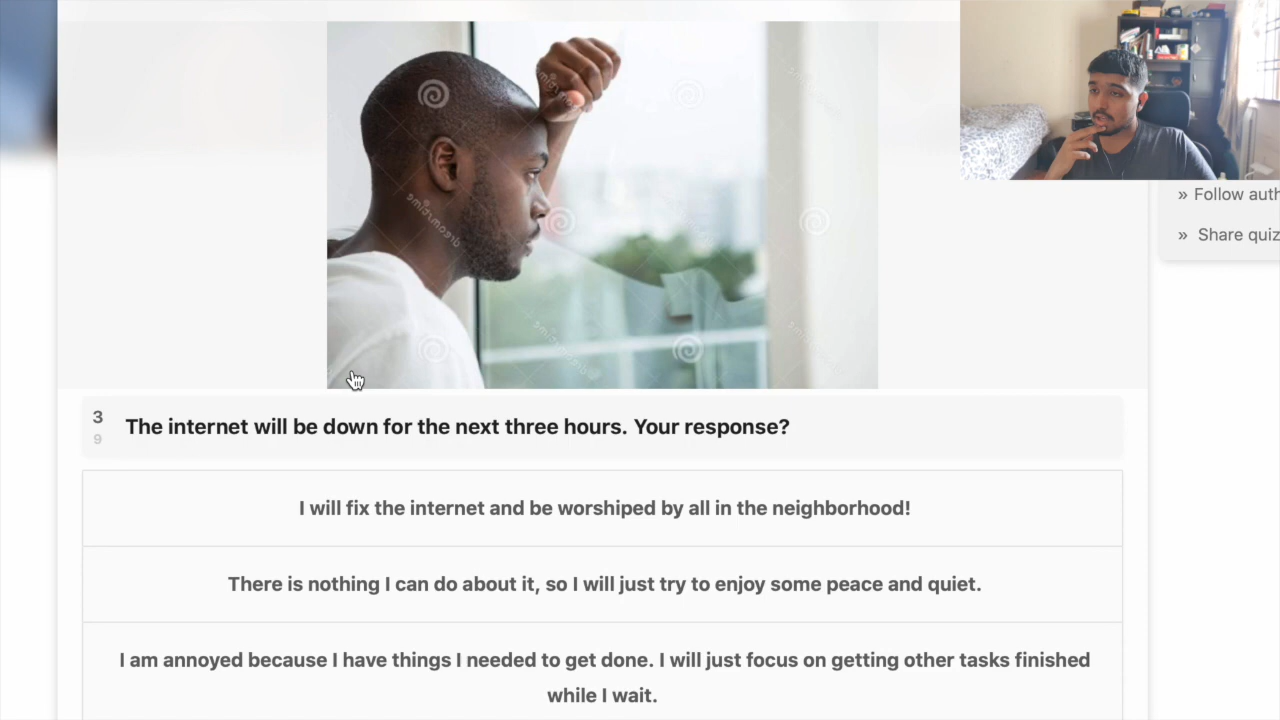 » Follow auth
» Share quiz
3
9
The internet will be down for the next three hours. Your response?
I will fix the internet and be worshiped by all in the neighborhood!
There is nothing I can do about it, so I will just try to enjoy some peace and quiet.
I am annoyed because I have things I needed to get done. I will just focus on getting other tasks finished
while I wait.